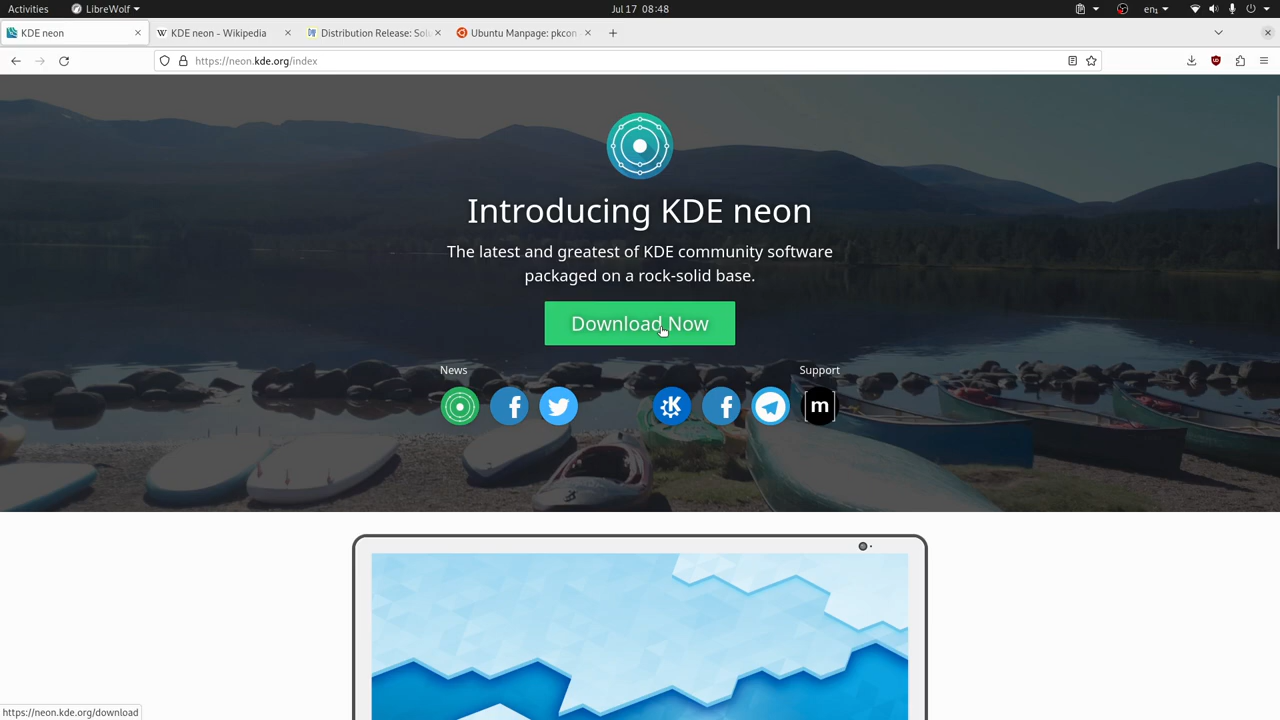 Activities
LibreWolf
Jul 17 08:48
en₁
KDE neon
KDE neon - Wikipedia
Distribution Release: Sol
Ubuntu Manpage: pkcon
https://neon.kde.org/index
Introducing KDE neon
The latest and greatest of KDE community software
packaged on a rock-solid base.
Download Now
News
Support
[m]
https://neon.kde.org/download